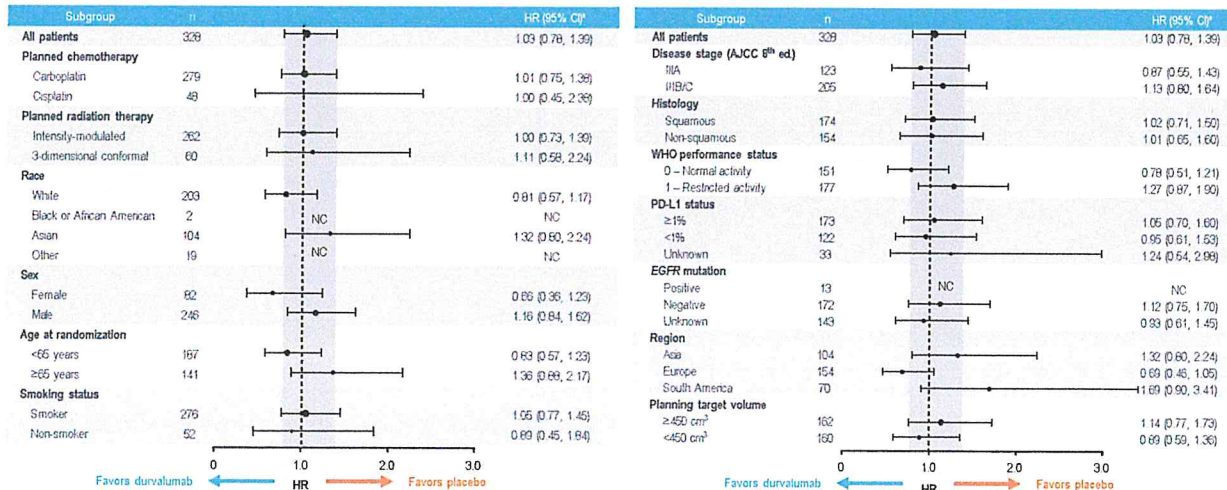 Subgroup n HR (95% CI)*
All patients 328 1.03 (0.78, 1.39)
Planned chemotherapy
Carboplatin 279 1.01 (0.75, 1.38)
Cisplatin 48 1.00 (0.45, 2.38)
Planned radiation therapy
Intensity-modulated 262 1.00 (0.73, 1.39)
3-dimensional conformal 60 1.11 (0.58, 2.24)
Race
White 203 0.81 (0.57, 1.17)
Black or African American 2 NC NC
Asian 104 1.32 (0.80, 2.24)
Other 19 NC NC
Sex
Female 82 0.66 (0.36, 1.23)
Male 246 1.16 (0.84, 1.62)
Age at randomization
<65 years 187 0.83 (0.57, 1.23)
≥65 years 141 1.36 (0.88, 2.17)
Smoking status
Smoker 276 1.05 (0.77, 1.45)
Non-smoker 52 0.89 (0.45, 1.84)
0 1.0 2.0 3.0
Favors durvalumab HR Favors placebo
Subgroup n HR (95% CI)*
All patients 328 1.03 (0.78, 1.39)
Disease stage (AJCC 8th ed.)
IIIA 123 0.87 (0.55, 1.43)
IIIB/C 205 1.13 (0.80, 1.64)
Histology
Squamous 174 1.02 (0.71, 1.50)
Non-squamous 154 1.01 (0.65, 1.60)
WHO performance status
0 – Normal activity 151 0.78 (0.51, 1.21)
1 – Restricted activity 177 1.27 (0.87, 1.90)
PD-L1 status
≥1% 173 1.05 (0.70, 1.60)
<1% 122 0.95 (0.61, 1.53)
Unknown 33 1.24 (0.54, 2.98)
EGFR mutation
Positive 13 NC NC
Negative 172 1.12 (0.75, 1.70)
Unknown 143 0.93 (0.61, 1.45)
Region
Asia 104 1.32 (0.80, 2.24)
Europe 154 0.69 (0.45, 1.05)
South America 70 1.69 (0.90, 3.41)
Planning target volume
≥450 cm³ 162 1.14 (0.77, 1.73)
<450 cm³ 160 0.89 (0.59, 1.36)
0 1.0 2.0 3.0
Favors durvalumab HR Favors placebo